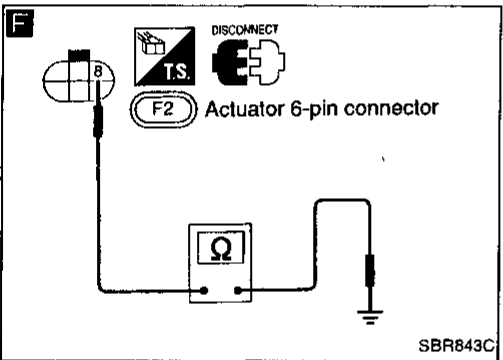 F
DISCONNECT
8
T.S.
F2 Actuator 6-pin connector
Ω
SBR843C